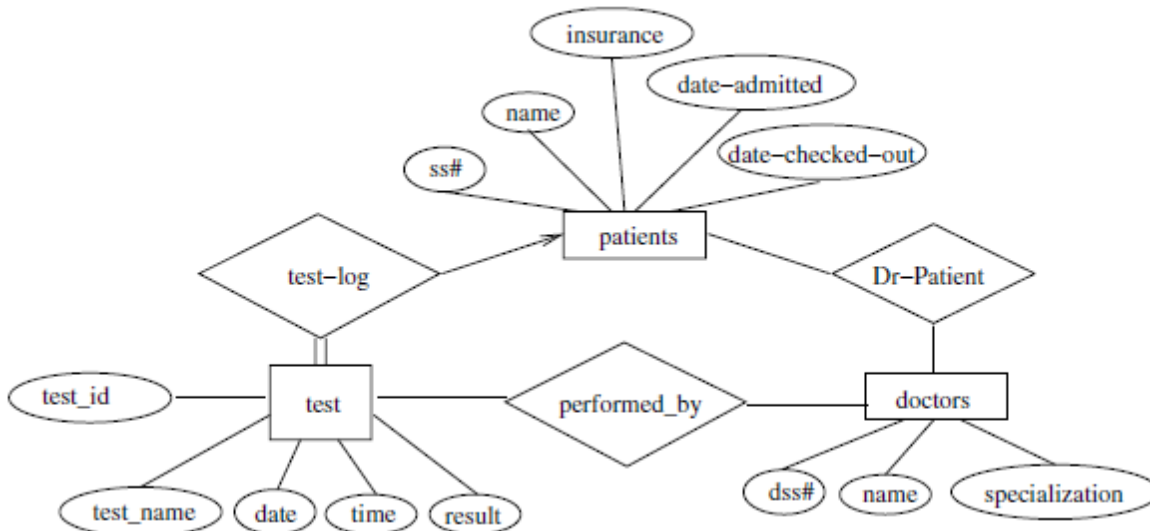 insurance
date-admitted
name
date-checked-out
ss#
patients
test-log
Dr-Patient
test_id
test
performed_by
doctors
test_name
date
time
result
dss#
name
specialization